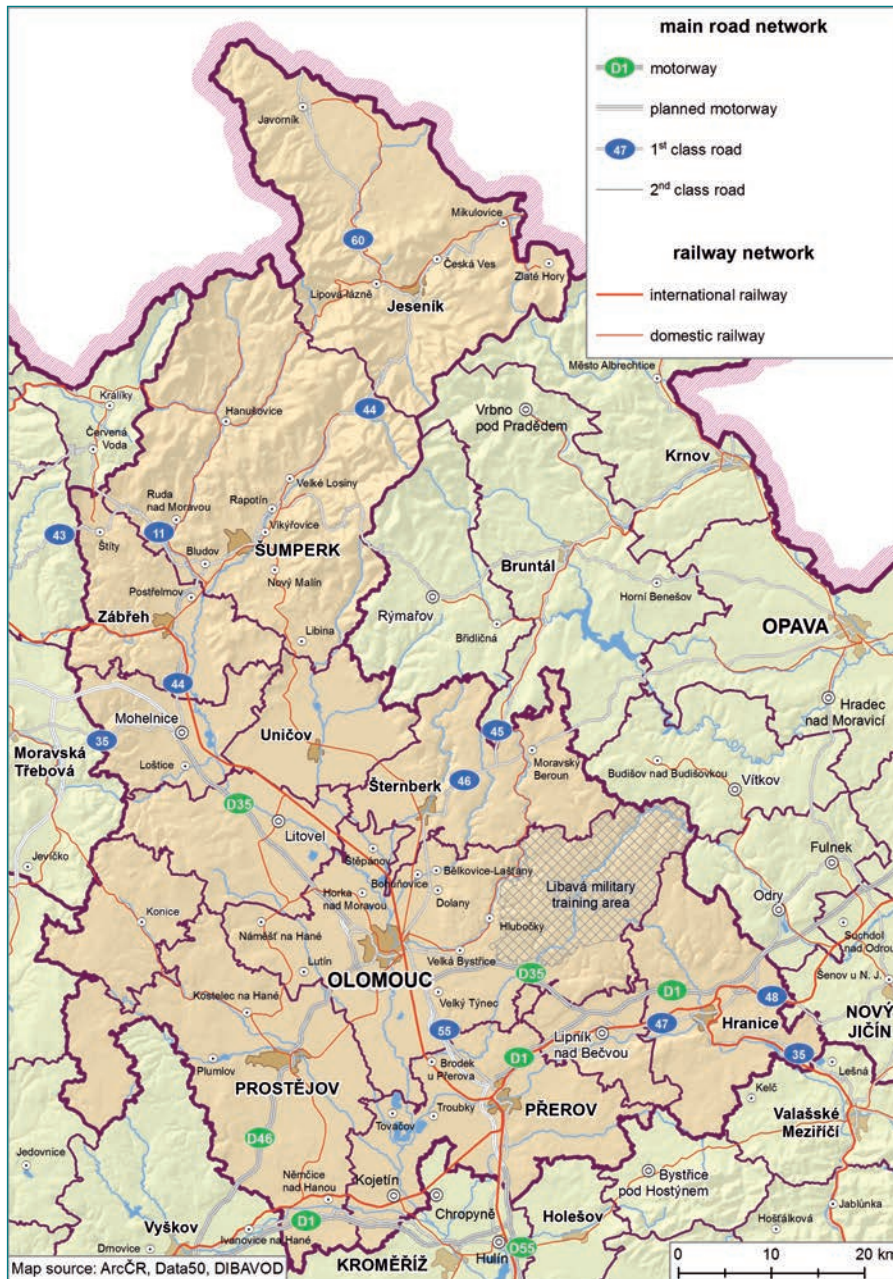 main road network
D1 motorway
planned motorway
47 1st class road
2nd class road
railway network
international railway
domestic railway
Javorník
Mikulovice
60
Česká Ves
Zlaté Hory
Lipová-lázně
Jeseník
Město Albrechtice
Králíky
44
Vrbno
pod Pradědem
Hanušovice
Červená
Voda
Krnov
Velké Losiny
Ruda
nad Moravou
Rapotín
43
11
Vikýřovice
Štíty
Bludov
ŠUMPERK
Bruntál
Nový Malín
Horní Benešov
Postřelmov
Rýmařov
Zábřeh
Břidličná
OPAVA
Libina
44
Hradec
nad Moravicí
Mohelnice
35
Uničov
45
Moravská
Třebová
Moravský
Beroun
Loštice
Budišov nad Budišovkou
Šternberk
46
Vítkov
D35
Litovel
Štěpánov
Fulnek
Jevíčko
Bělkovice-Lašťany
Bohuňovice
Libavá military
training area
Horka
nad Moravou
Dolany
Odry
Konice
Hlubočky
Náměšť na Hané
Suchdol
nad Odrou
Velká Bystřice
Lutín
D35
Šenov u N. J.
OLOMOUC
D1
48
Kostelec na Hané
Velký Týnec
NOVÝ
JIČÍN
47
Hranice
55
Lipník
nad Bečvou
35
Plumlov
Brodek
u Přerova
D1
Lešná
PROSTĚJOV
Kelč
Troubky
PŘEROV
Tovačov
Valašské
Meziříčí
D46
Jedovnice
Bystřice
pod Hostýnem
Němčice
nad Hanou
Kojetín
Chropyně
Holešov
Jablůnka
Vyškov
D1
Hošťálková
Ivanovice na Hané
Drnovice
Hulín
D55
KROMĚŘÍŽ
0 10 20 km
Map source: ArcČR, Data50, DIBAVOD